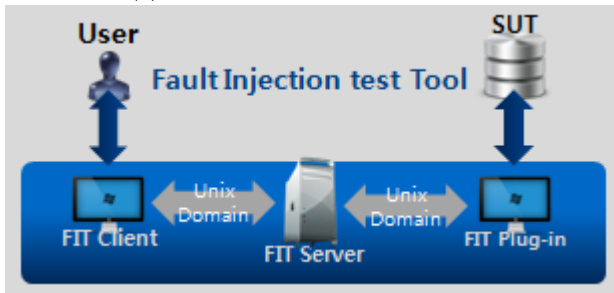 User
SUT
Fault Injection test Tool
Unix
Domain
Unix
Domain
FIT Client
FIT Server
FIT Plug-in